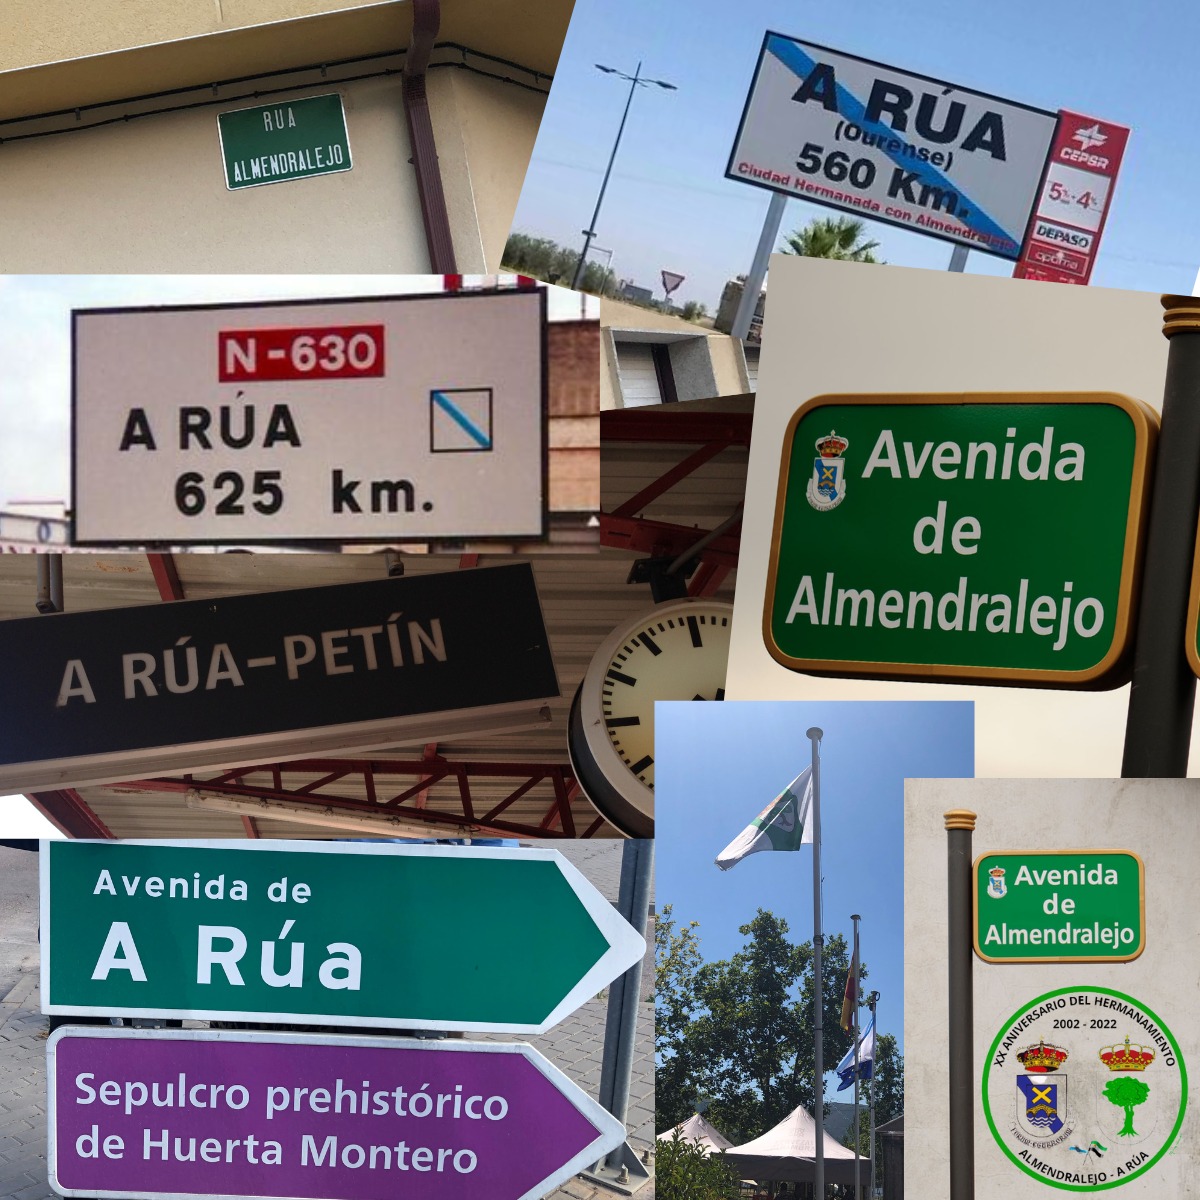 RUA
ALMENDRALEJO
A RÚA
(Ourense)
560 Km.
Ciudad Hermanada con Almendralejo
CEPSA
DEPASO
optima
N-630
A RÚA
625 km.
Avenida
de
Almendralejo
A RÚA-PETÍN
Avenida de
A Rúa
Sepulcro prehistórico
de Huerta Montero
Avenida
de
Almendralejo
XX ANIVERSARIO DEL HERMANAMIENTO
2002 - 2022
ALMENDRALEJO - A RÚA